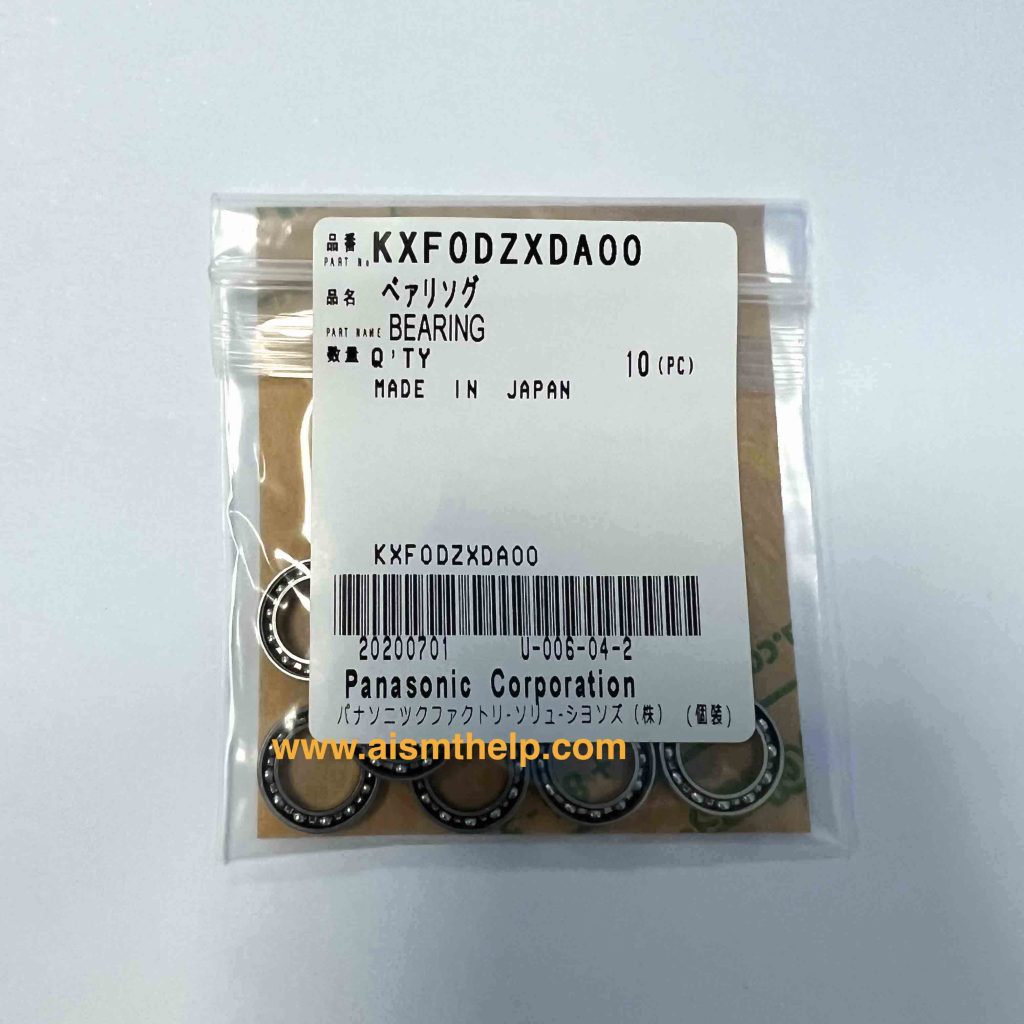 品番
PART No KXF0DZXDA00
品名 ベアリング
PART NAME BEARING
数量 Q'TY 10(PC)
MADE IN JAPAN
KXF0DZXDA00
20200701 U-006-04-2
Panasonic Corporation
パナソニックファクトリーソリューションズ(株) (個装)
www.aismthelp.com